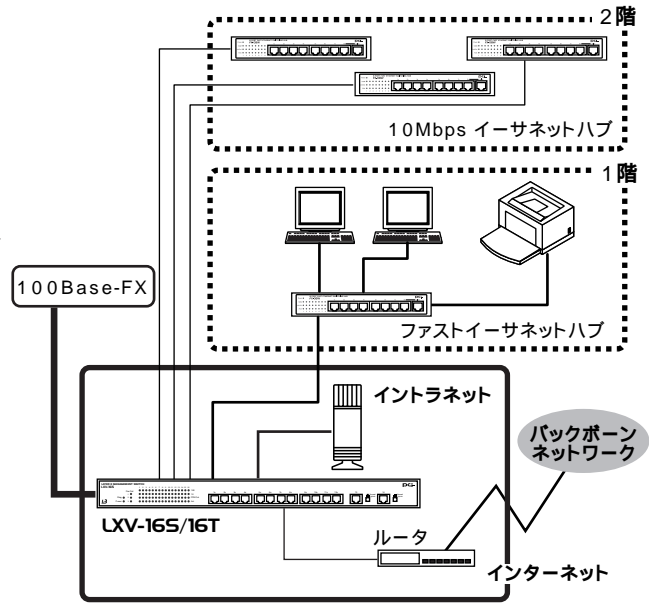 2階
10Mbps イーサネットハブ
1階
100Base-FX
ファストイーサネットハブ
イントラネット
バックボーン
ネットワーク
LXV-16S/16T
ルータ
インターネット